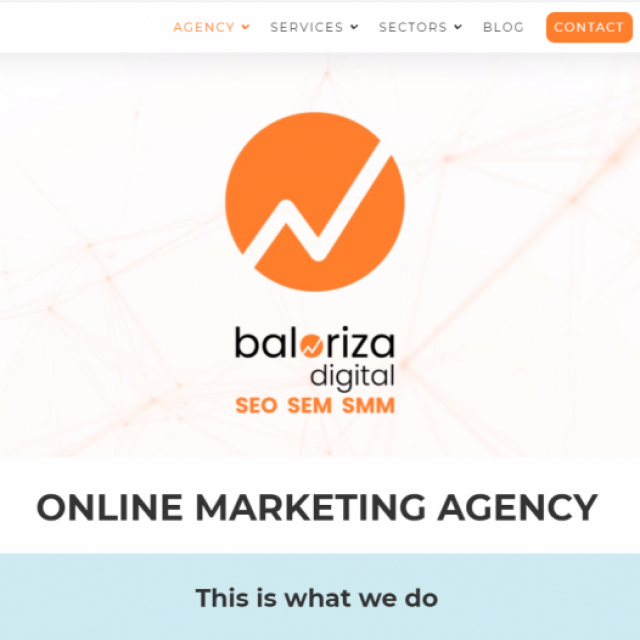 AGENCY SERVICES SECTORS BLOG CONTACT
baloriza
digital
SEO SEM SMM
ONLINE MARKETING AGENCY
This is what we do